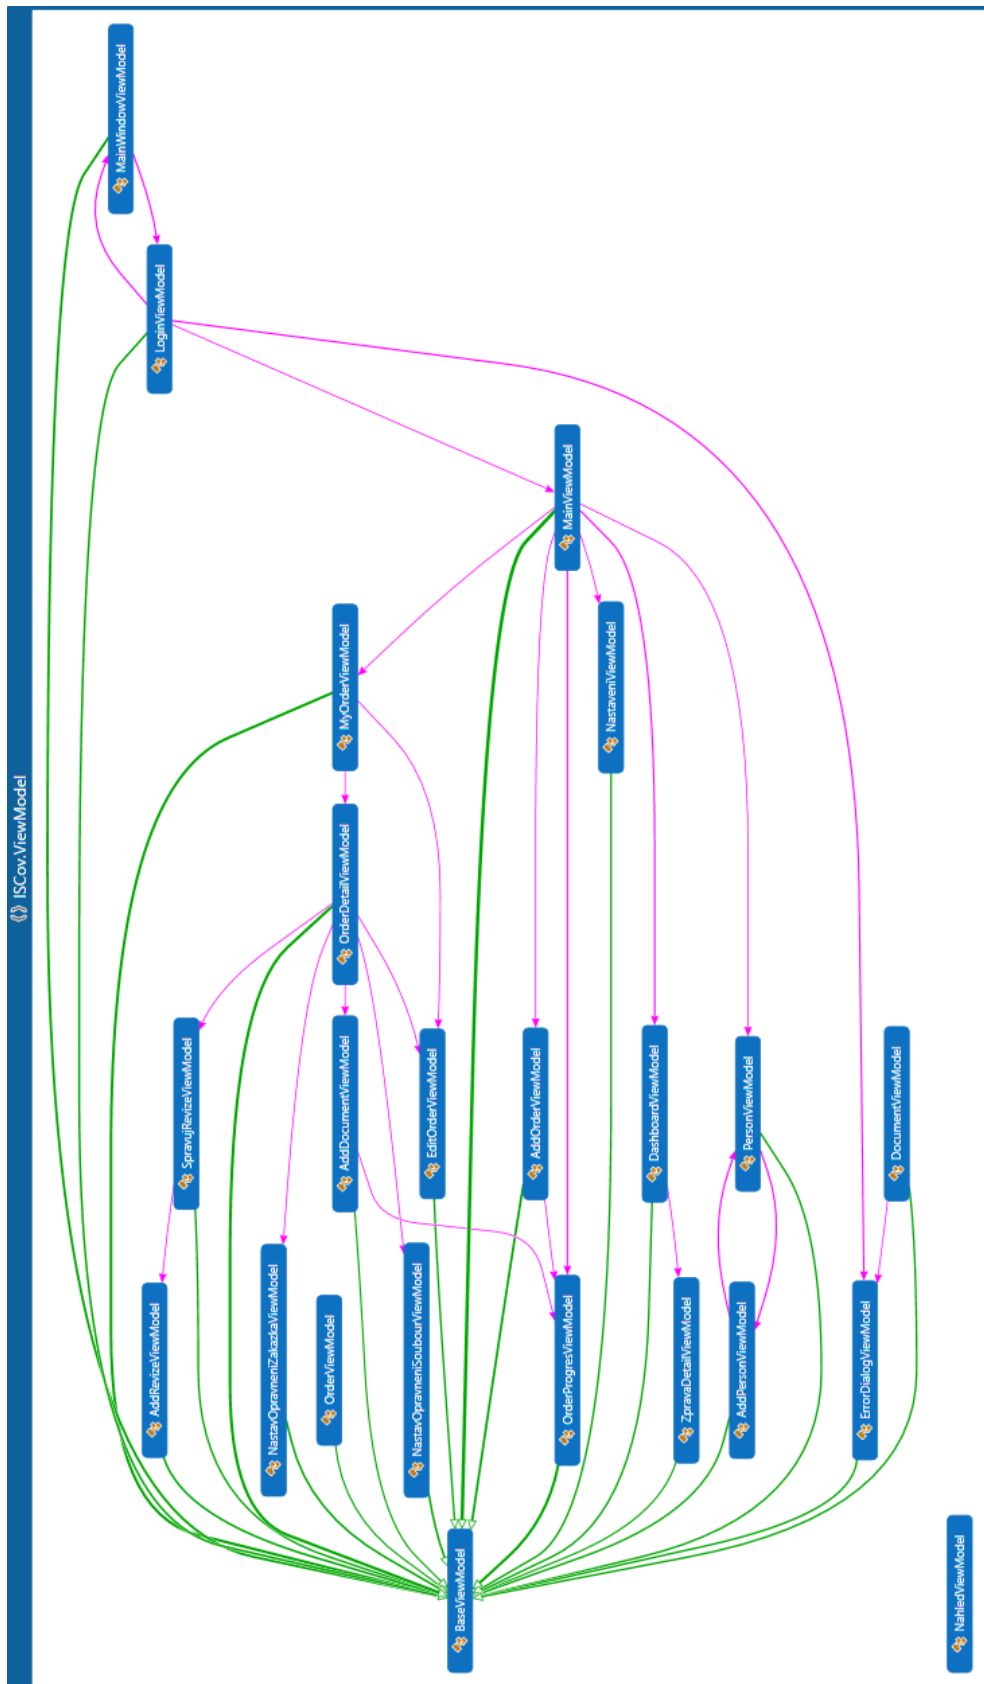 {} ISCov.ViewModel
MainWindowViewModel
LoginViewModel
MainViewModel
MyOrderViewModel
NastaveniViewModel
OrderDetailViewModel
SpravujRevizeViewModel
AddDocumentViewModel
EditOrderViewModel
AddOrderViewModel
DashboardViewModel
PersonViewModel
DocumentViewModel
AddRevizeViewModel
NastavOpravneniZakazkaViewModel
OrderViewModel
NastavOpravneniSoubourViewModel
OrderProgresViewModel
ZpravaDetailViewModel
AddPersonViewModel
ErrorDialogViewModel
BaseViewModel
NahledViewModel